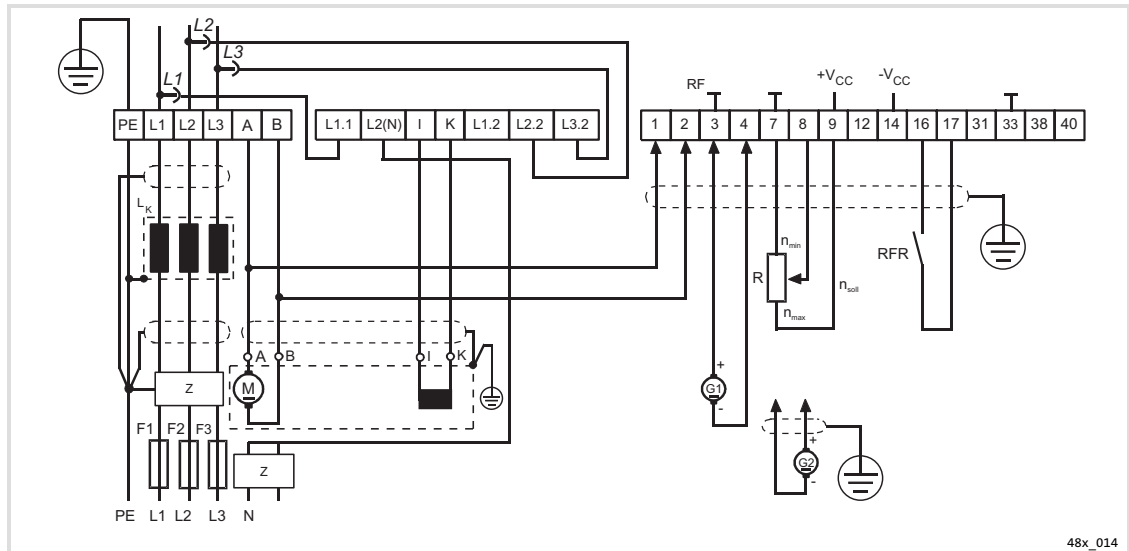 L2
L3
L1
RF
+VCC
-VCC
PE L1 L2 L3 A B
L1.1 L2(N) I K L1.2 L2.2 L3.2
1 2 3 4 7 8 9 12 14 16 17 31 33 38 40
LK
nmin
R
nsoll
nmax
RFR
A B I K
M
Z
+
G1
-
F1 F2 F3
Z
+
G2
-
PE L1 L2 L3 N
48x_014